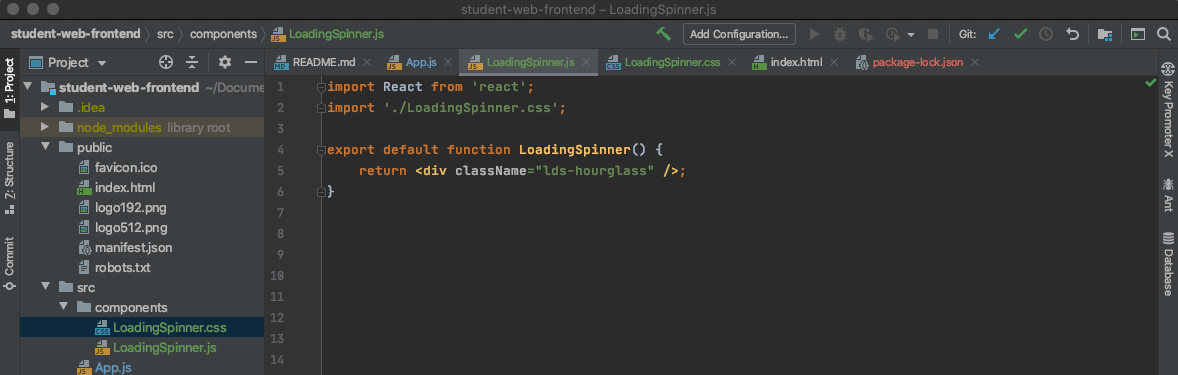 student-web-frontend – LoadingSpinner.js
student-web-frontend src components LoadingSpinner.js Add Configuration... Git:
Project README.md App.js LoadingSpinner.js LoadingSpinner.css index.html package-lock.json
1: Project
Z: Structure
Commit
student-web-frontend ~/Docume
.idea
node_modules library root
public
favicon.ico
index.html
logo192.png
logo512.png
manifest.json
robots.txt
src
components
LoadingSpinner.css
LoadingSpinner.js
App.js
1 import React from 'react';
2 import './LoadingSpinner.css';
3
4 export default function LoadingSpinner() {
5 return <div className="lds-hourglass" />;
6 }
7
8
9
10
11
12
13
14
Key Promoter X
Ant
Database